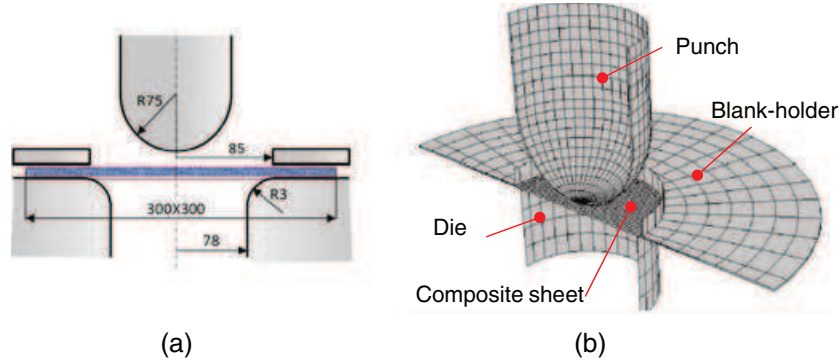 R75
85
R3
300X300
78
(a)
Punch
Blank-holder
Die
Composite sheet
(b)